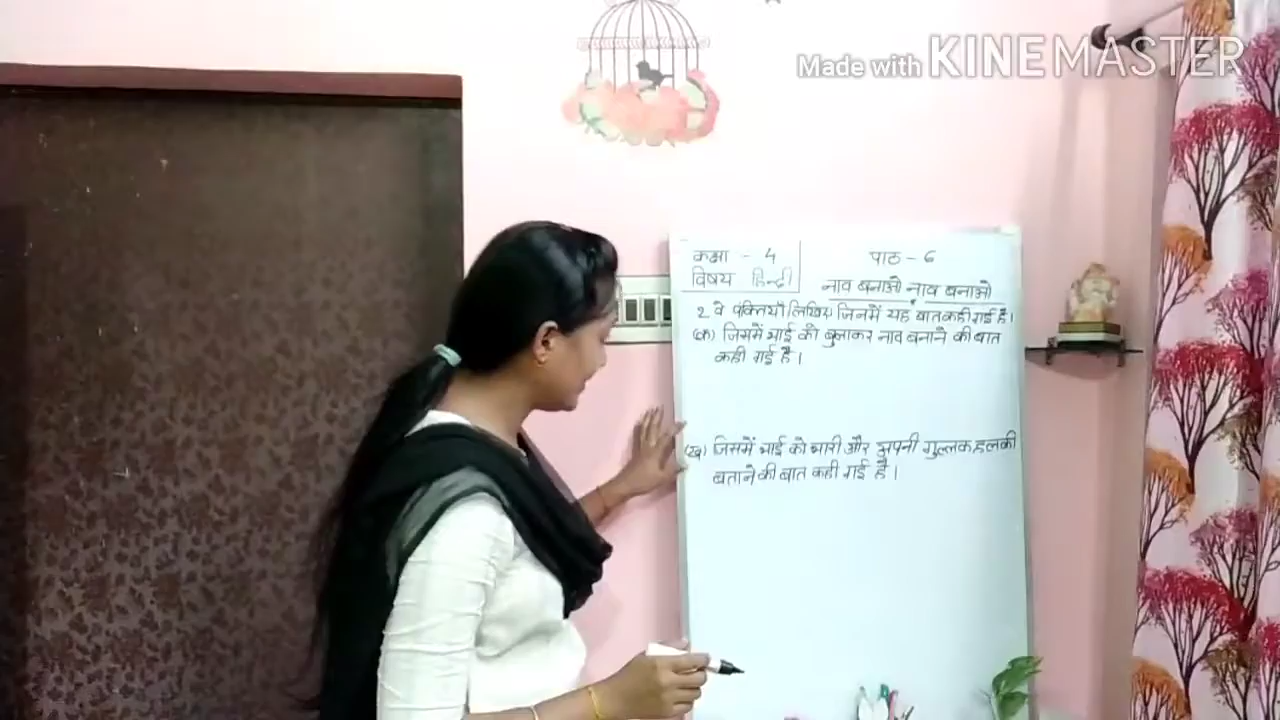 Made with KINEMASTER
कक्षा - 4
विषय हिन्दी
पाठ - 6
नाव बनाओ नाव बनाओ
2 वे पंक्तियाँ लिखिए जिनमें यह बात कही गई है।
(क) जिसमें भाई को बुलाकर नाव बनाने की बात
कही गई है।
(ख) जिसमें भाई को भारी और अपनी गुल्लक हलकी
बताने की बात कही गई है।